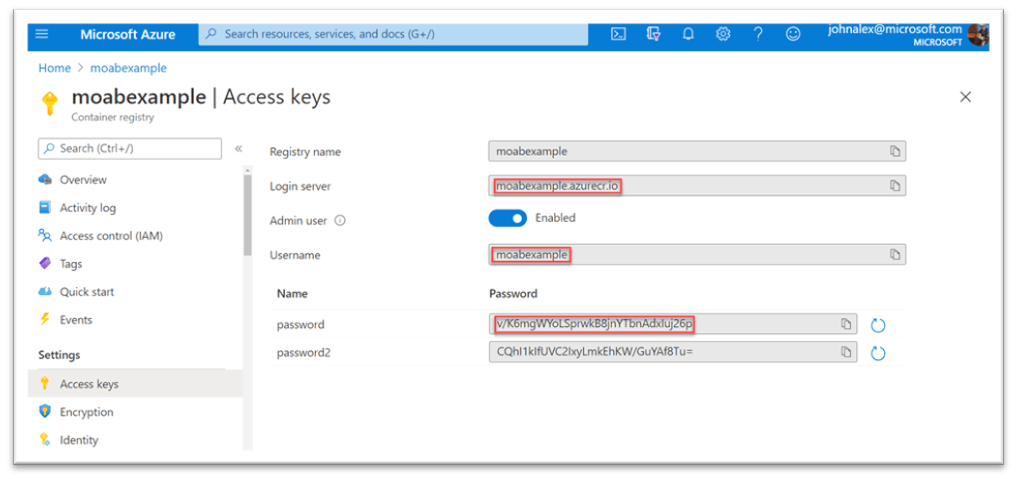 Microsoft Azure
Search resources, services, and docs (G+/)
johnalex@microsoft.com
MICROSOFT
Home > moabexample
moabexample | Access keys
Container registry
Search (Ctrl+/)
Overview
Activity log
Access control (IAM)
Tags
Quick start
Events
Settings
Access keys
Encryption
Identity
Registry name
moabexample
Login server
moabexample.azurecr.io
Admin user
Enabled
Username
moabexample
Name
Password
password
v/K6mgWYoLSprwkB8jnYTbnAdxIuj26p
password2
CQhI1kIfUVC2IxyLmkEhKW/GuYAf8Tu=